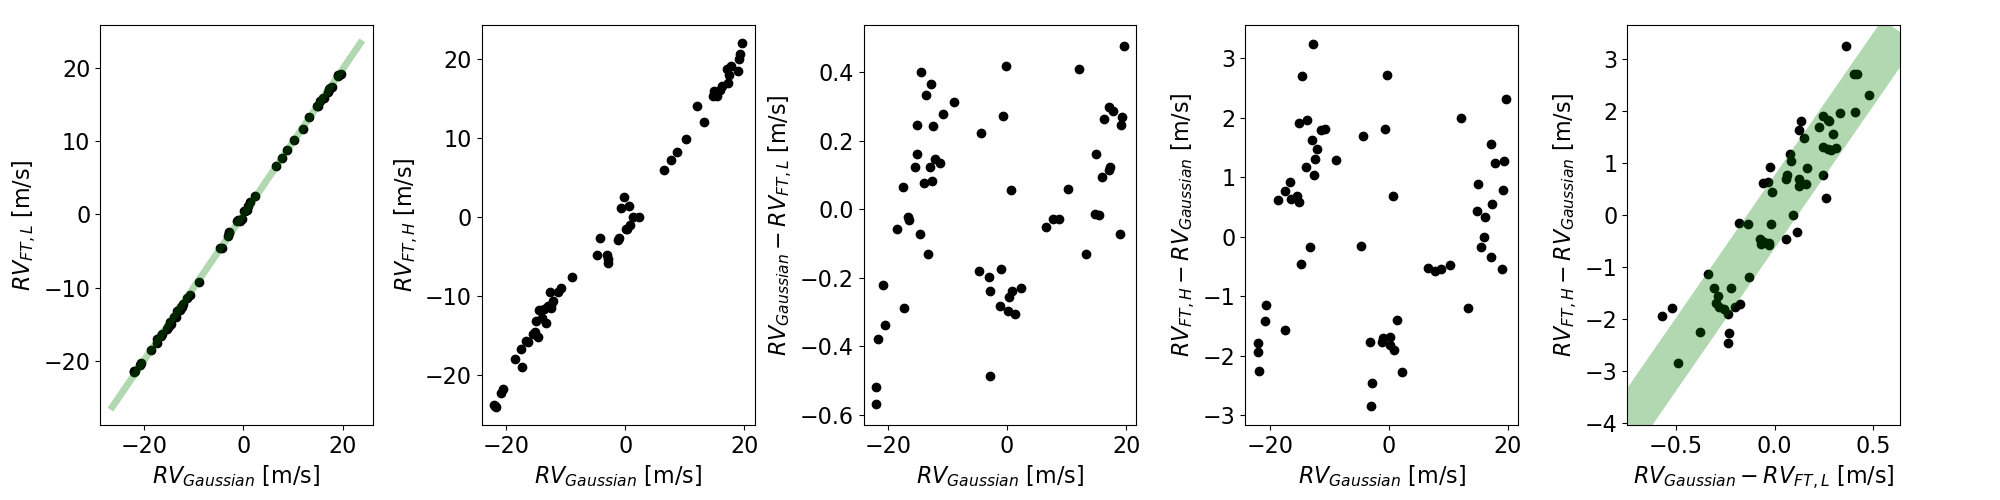 RV_{FT, L} [m/s]
20
10
0
−10
−20
−20 0 20
RV_{Gaussian} [m/s]
RV_{FT, H} [m/s]
20
10
0
−10
−20
−20 0 20
RV_{Gaussian} [m/s]
RV_{Gaussian} − RV_{FT, L} [m/s]
0.4
0.2
0.0
−0.2
−0.4
−0.6
−20 0 20
RV_{Gaussian} [m/s]
RV_{FT, H} − RV_{Gaussian} [m/s]
3
2
1
0
−1
−2
−3
−20 0 20
RV_{Gaussian} [m/s]
RV_{FT, H} − RV_{Gaussian} [m/s]
3
2
1
0
−1
−2
−3
−4
−0.5 0.0 0.5
RV_{Gaussian} − RV_{FT, L} [m/s]